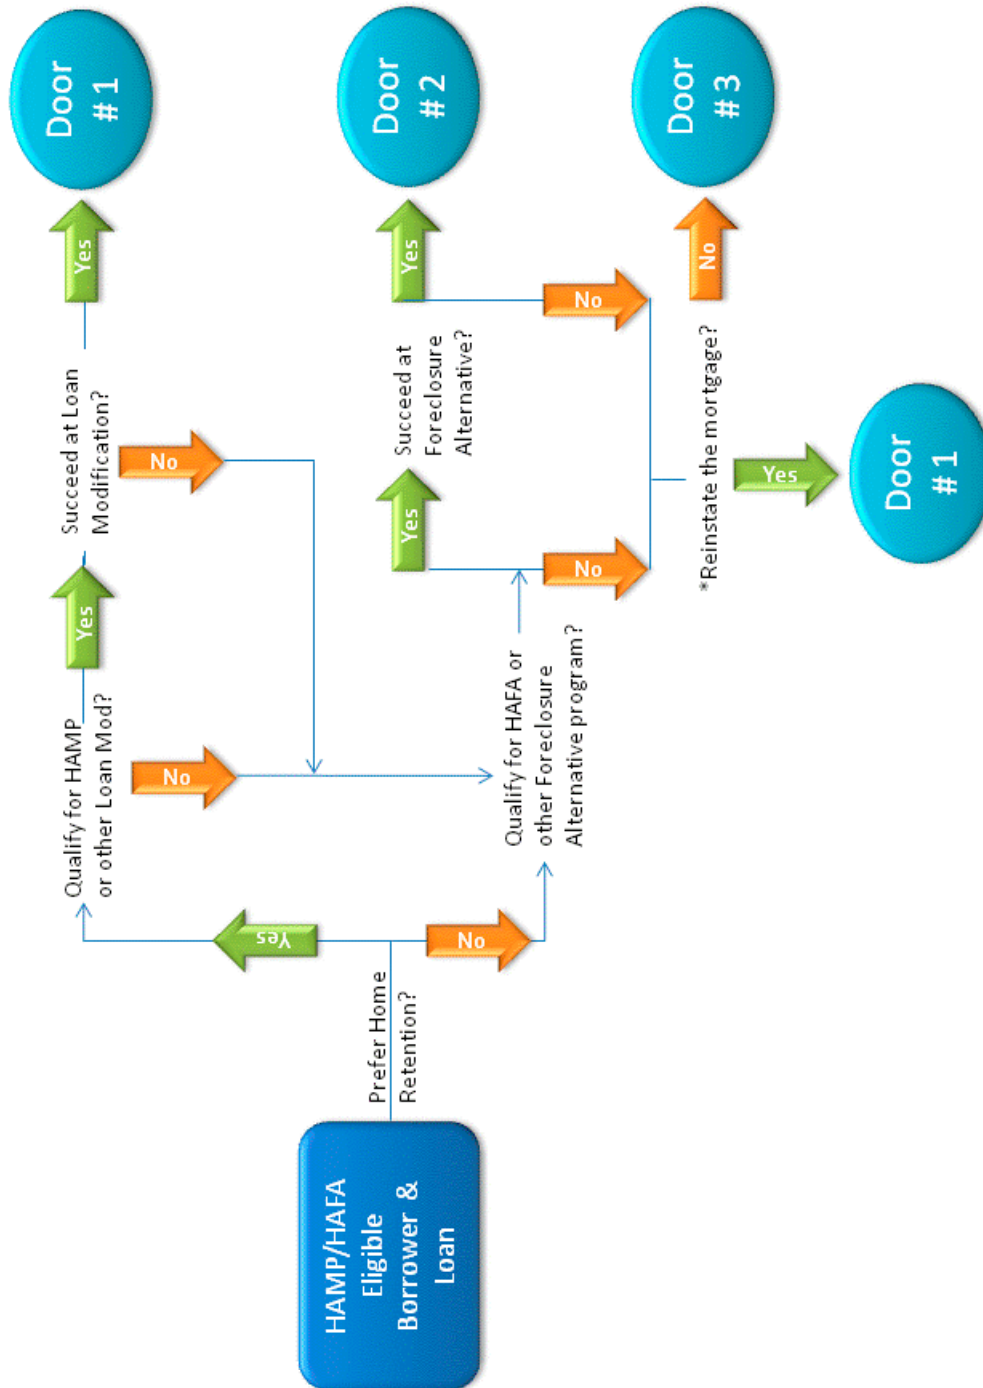 HAMP/HAFA
Eligible
Borrower &
Loan
Prefer Home
Retention?
Yes
No
Qualify for HAMP
or other Loan Mod?
Yes
No
Succeed at Loan
Modification?
Yes
No
Door
# 1
Qualify for HAFA or
other Foreclosure
Alternative program?
Yes
No
Succeed at
Foreclosure
Alternative?
Yes
No
Door
# 2
*Reinstate the mortgage?
No
Door
# 3
Yes
Door
# 1